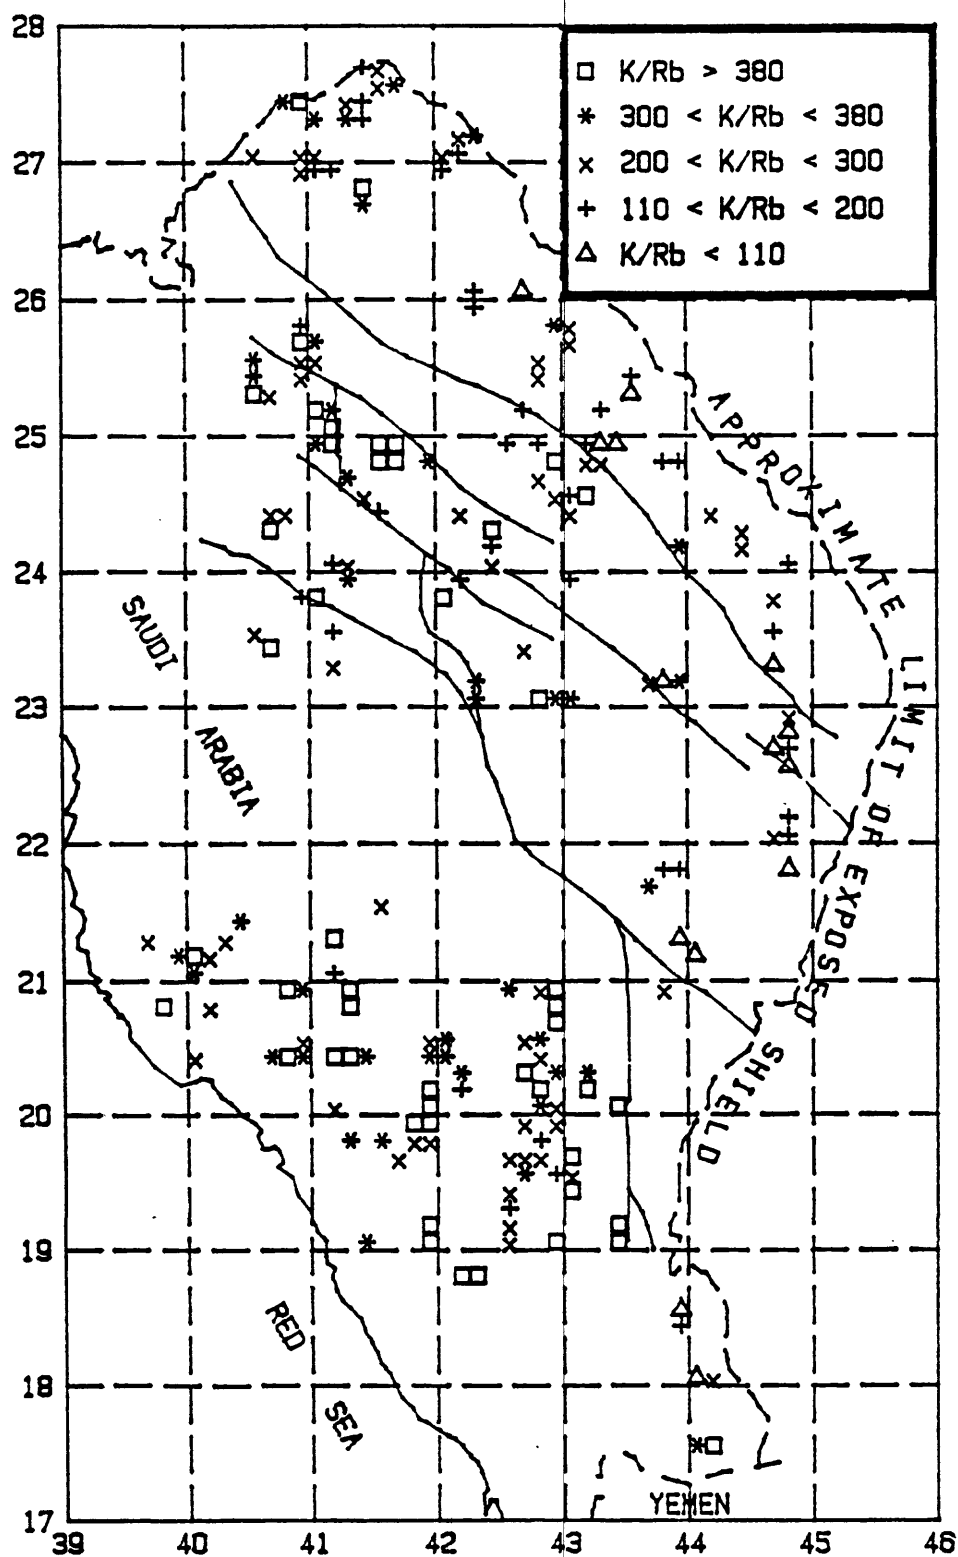 28
27
26
25
24
23
22
21
20
19
18
17
39 40 41 42 43 44 45 46
K/Rb > 380
300 < K/Rb < 380
200 < K/Rb < 300
110 < K/Rb < 200
K/Rb < 110
APPROXIMATE LIMIT OF EXPOSED SHIELD
SAUDI
ARABIA
RED
SEA
YEMEN